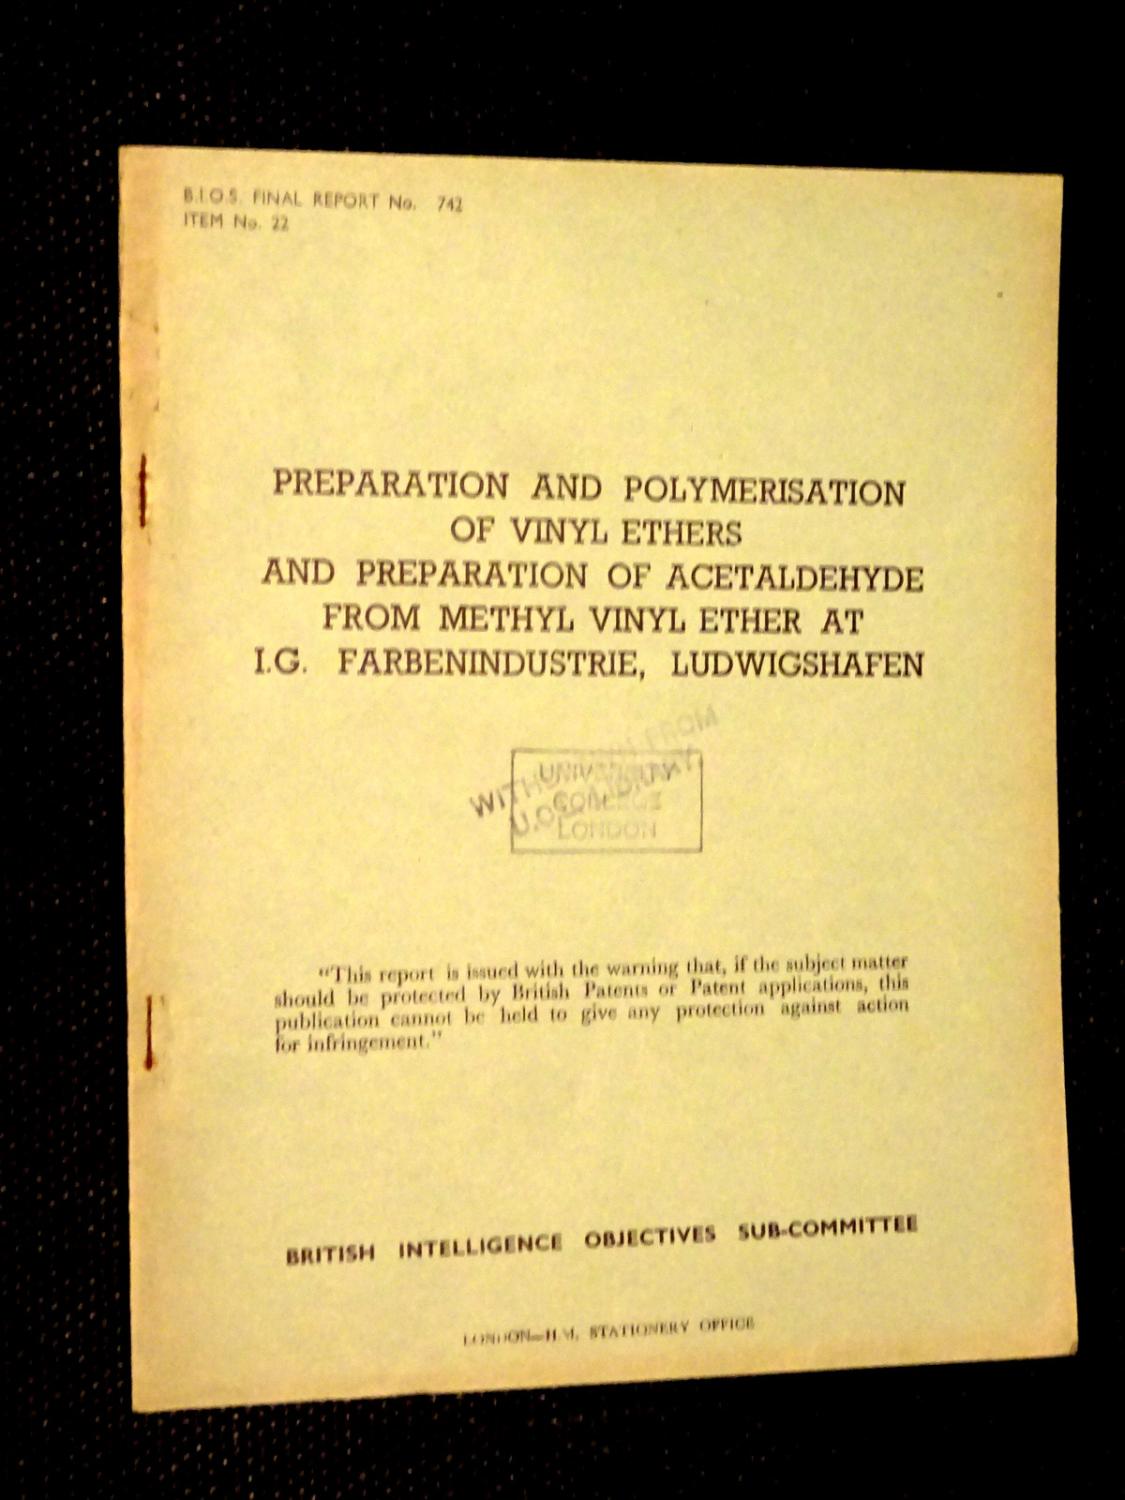 B.I.O.S. FINAL REPORT No. 742
ITEM No. 22
PREPARATION AND POLYMERISATION
OF VINYL ETHERS
AND PREPARATION OF ACETALDEHYDE
FROM METHYL VINYL ETHER AT
I.G. FARBENINDUSTRIE, LUDWIGSHAFEN
WITHDRAWN FROM
U.C. LIBRARY
UNIVERSITY
COLLEGE
LONDON
"This report is issued with the warning that, if the subject matter
should be protected by British Patents or Patent applications, this
publication cannot be held to give any protection against action
for infringement."
BRITISH INTELLIGENCE OBJECTIVES SUB-COMMITTEE
LONDON—H.M. STATIONERY OFFICE